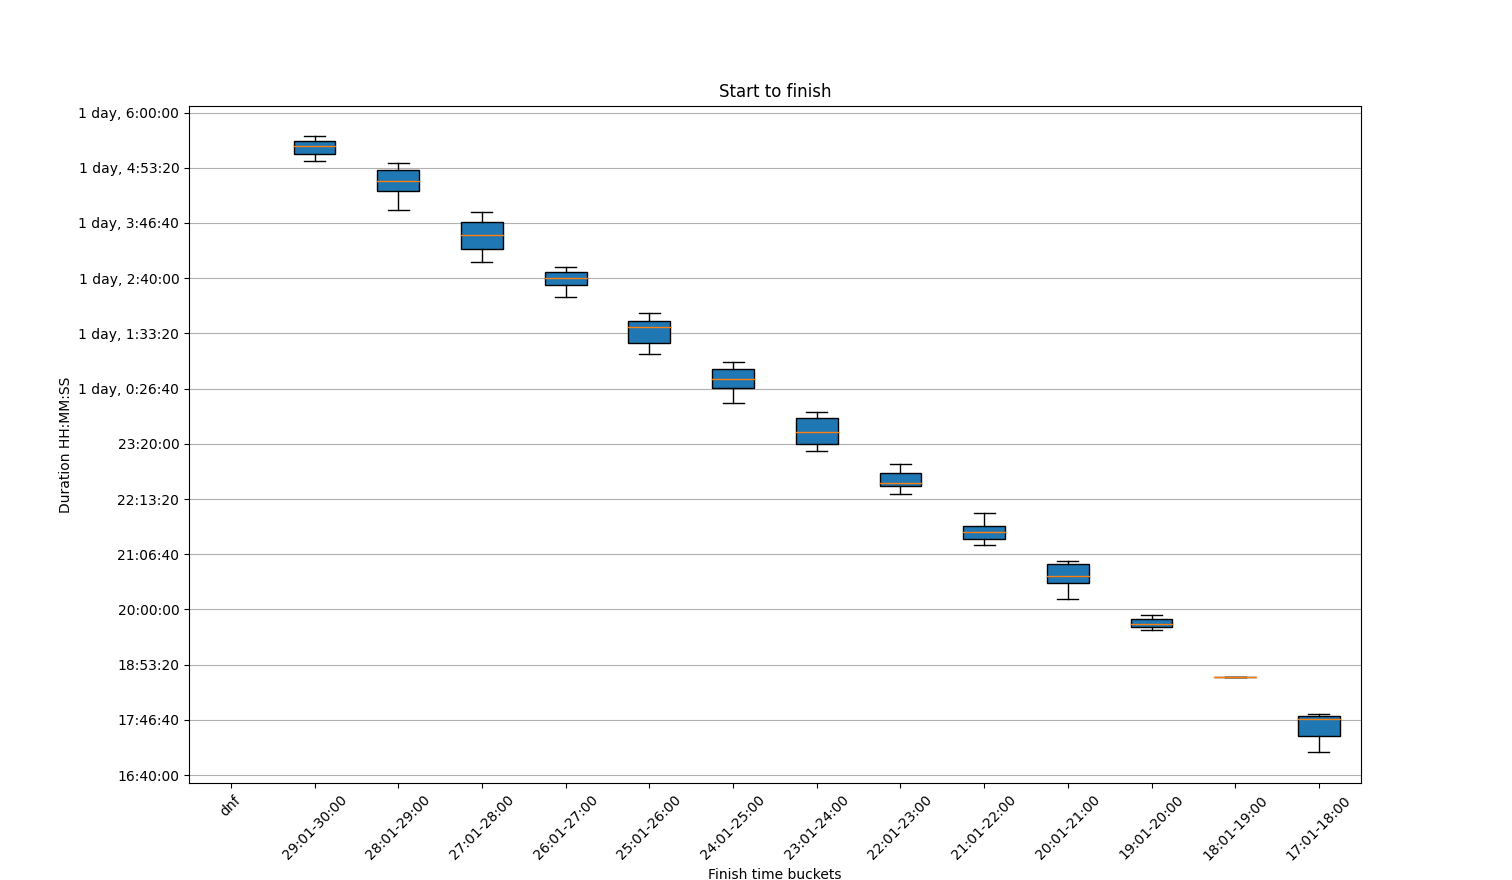 Start to finish
1 day, 6:00:00
1 day, 4:53:20
1 day, 3:46:40
1 day, 2:40:00
1 day, 1:33:20
1 day, 0:26:40
23:20:00
22:13:20
21:06:40
20:00:00
18:53:20
17:46:40
16:40:00
Duration HH:MM:SS
dnf
29:01-30:00
28:01-29:00
27:01-28:00
26:01-27:00
25:01-26:00
24:01-25:00
23:01-24:00
22:01-23:00
21:01-22:00
20:01-21:00
19:01-20:00
18:01-19:00
17:01-18:00
Finish time buckets